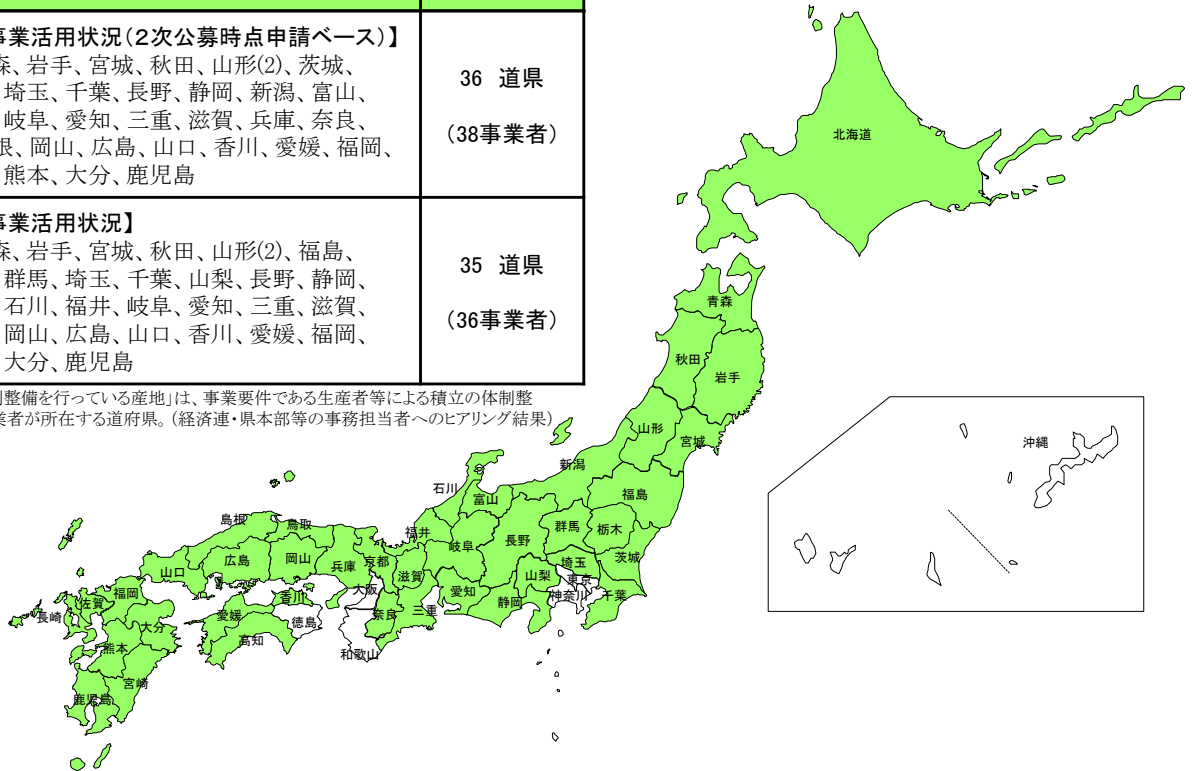 事業活用状況(2次公募時点申請ベース)】
森、岩手、宮城、秋田、山形(2)、茨城、
埼玉、千葉、長野、静岡、新潟、富山、
岐阜、愛知、三重、滋賀、兵庫、奈良、
根、岡山、広島、山口、香川、愛媛、福岡、
熊本、大分、鹿児島
36 道県
(38事業者)
事業活用状況】
森、岩手、宮城、秋田、山形(2)、福島、
群馬、埼玉、千葉、山梨、長野、静岡、
石川、福井、岐阜、愛知、三重、滋賀、
岡山、広島、山口、香川、愛媛、福岡、
大分、鹿児島
35 道県
(36事業者)
整備を行っている産地」は、事業要件である生産者等による積立の体制整
業者が所在する道府県。(経済連・県本部等の事務担当者へのヒアリング結果)
北海道
青森
秋田
岩手
山形
宮城
新潟
福島
石川
富山
福井
岐阜
長野
群馬
栃木
茨城
埼玉
東京
山梨
神奈川
千葉
静岡
愛知
滋賀
三重
京都
兵庫
大阪
奈良
和歌山
島根
鳥取
岡山
広島
山口
香川
徳島
愛媛
高知
福岡
佐賀
長崎
大分
熊本
宮崎
鹿児島
沖縄